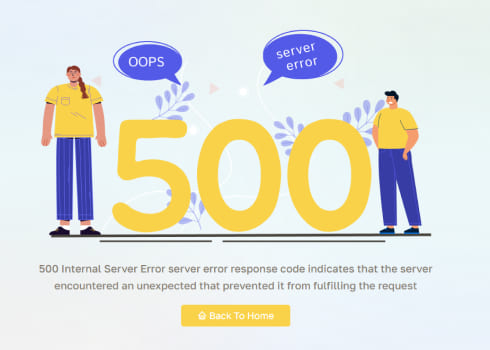 OOPS
server
error
500
500 Internal Server Error server error response code indicates that the server
encountered an unexpected that prevented it from fulfilling the request
Back To Home